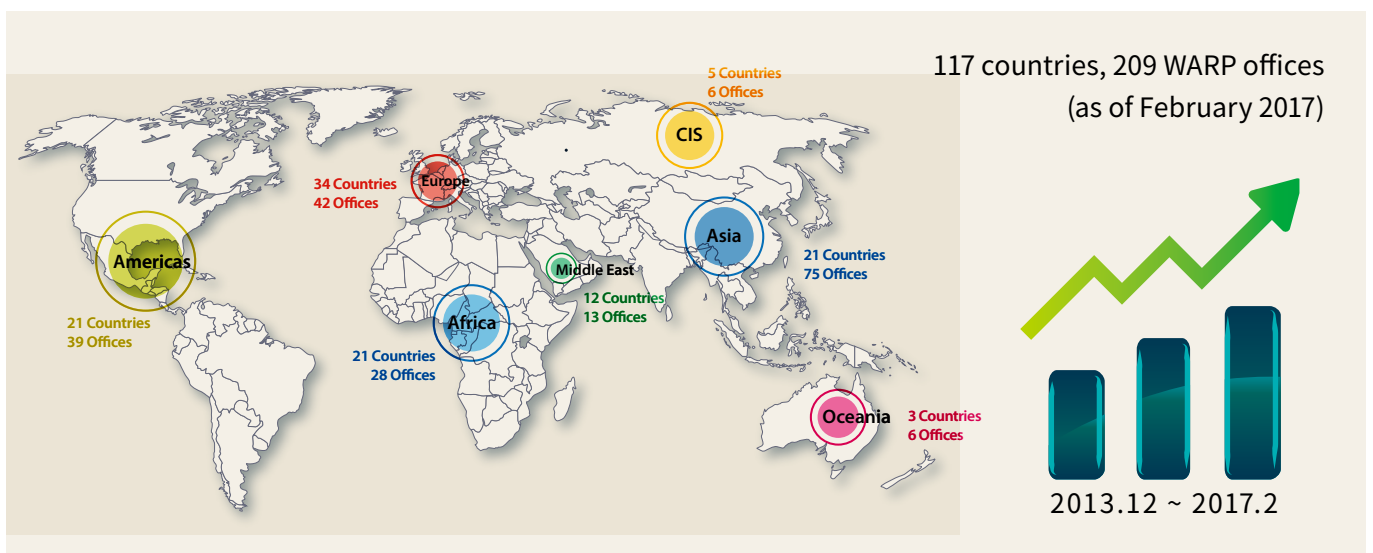 117 countries, 209 WARP offices
(as of February 2017)
5 Countries
6 Offices
CIS
34 Countries
42 Offices
Europe
Asia
21 Countries
75 Offices
Americas
21 Countries
39 Offices
Middle East
12 Countries
13 Offices
Africa
21 Countries
28 Offices
Oceania
3 Countries
6 Offices
2013.12 ~ 2017.2